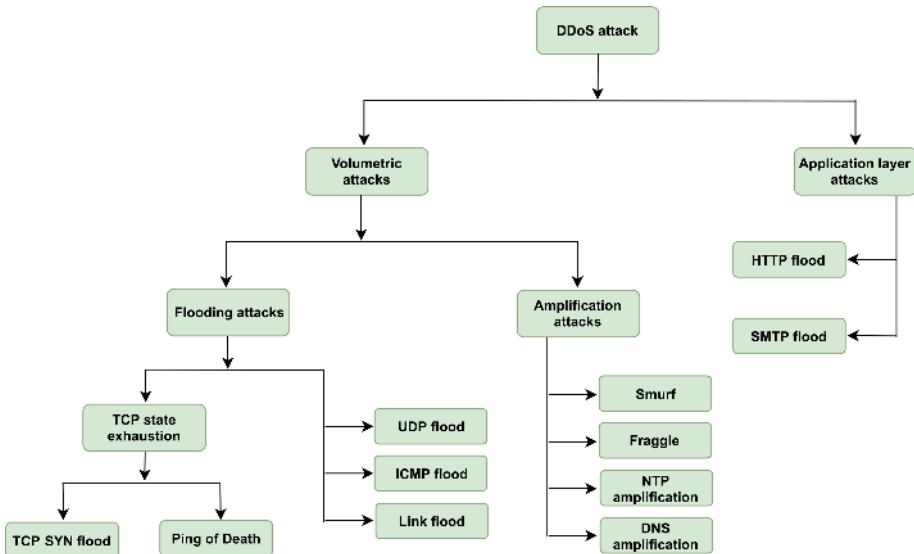 DDoS attack
Volumetric
attacks
Application layer
attacks
HTTP flood
SMTP flood
Flooding attacks
Amplification
attacks
Smurf
Fraggle
NTP
amplification
DNS
amplification
TCP state
exhaustion
UDP flood
ICMP flood
Link flood
TCP SYN flood
Ping of Death